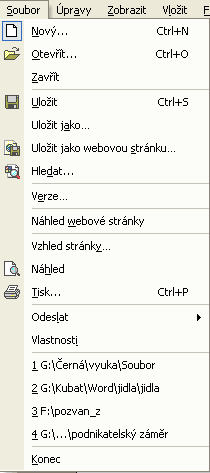 Soubor Úpravy Zobrazit Vložit F
Nový... Ctrl+N
Otevřít... Ctrl+O
Zavřít
Uložit Ctrl+S
Uložit jako...
Uložit jako webovou stránku...
Hledat...
Verze...
Náhled webové stránky
Vzhled stránky...
Náhled
Tisk... Ctrl+P
Odeslat
Vlastnosti
1 G:\Černá\vyuka\Soubor
2 G:\Kubat\Word\jidla\jidla
3 F:\pozvan_z
4 G:\...\podnikatelský záměr
Konec